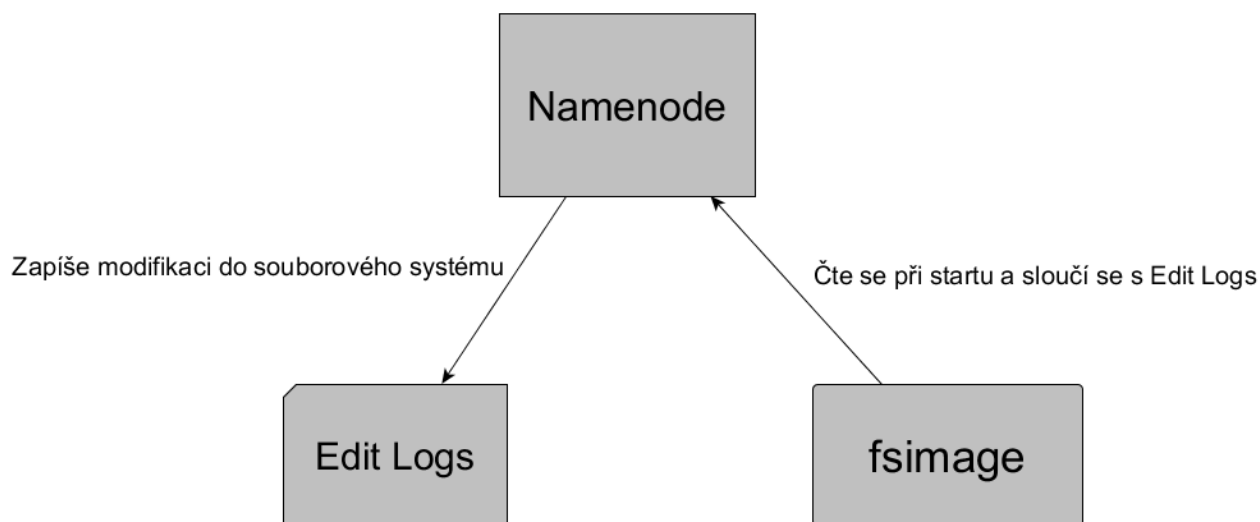 Namenode
Zapíše modifikaci do souborového systému
Čte se při startu a sloučí se s Edit Logs
Edit Logs
fsimage